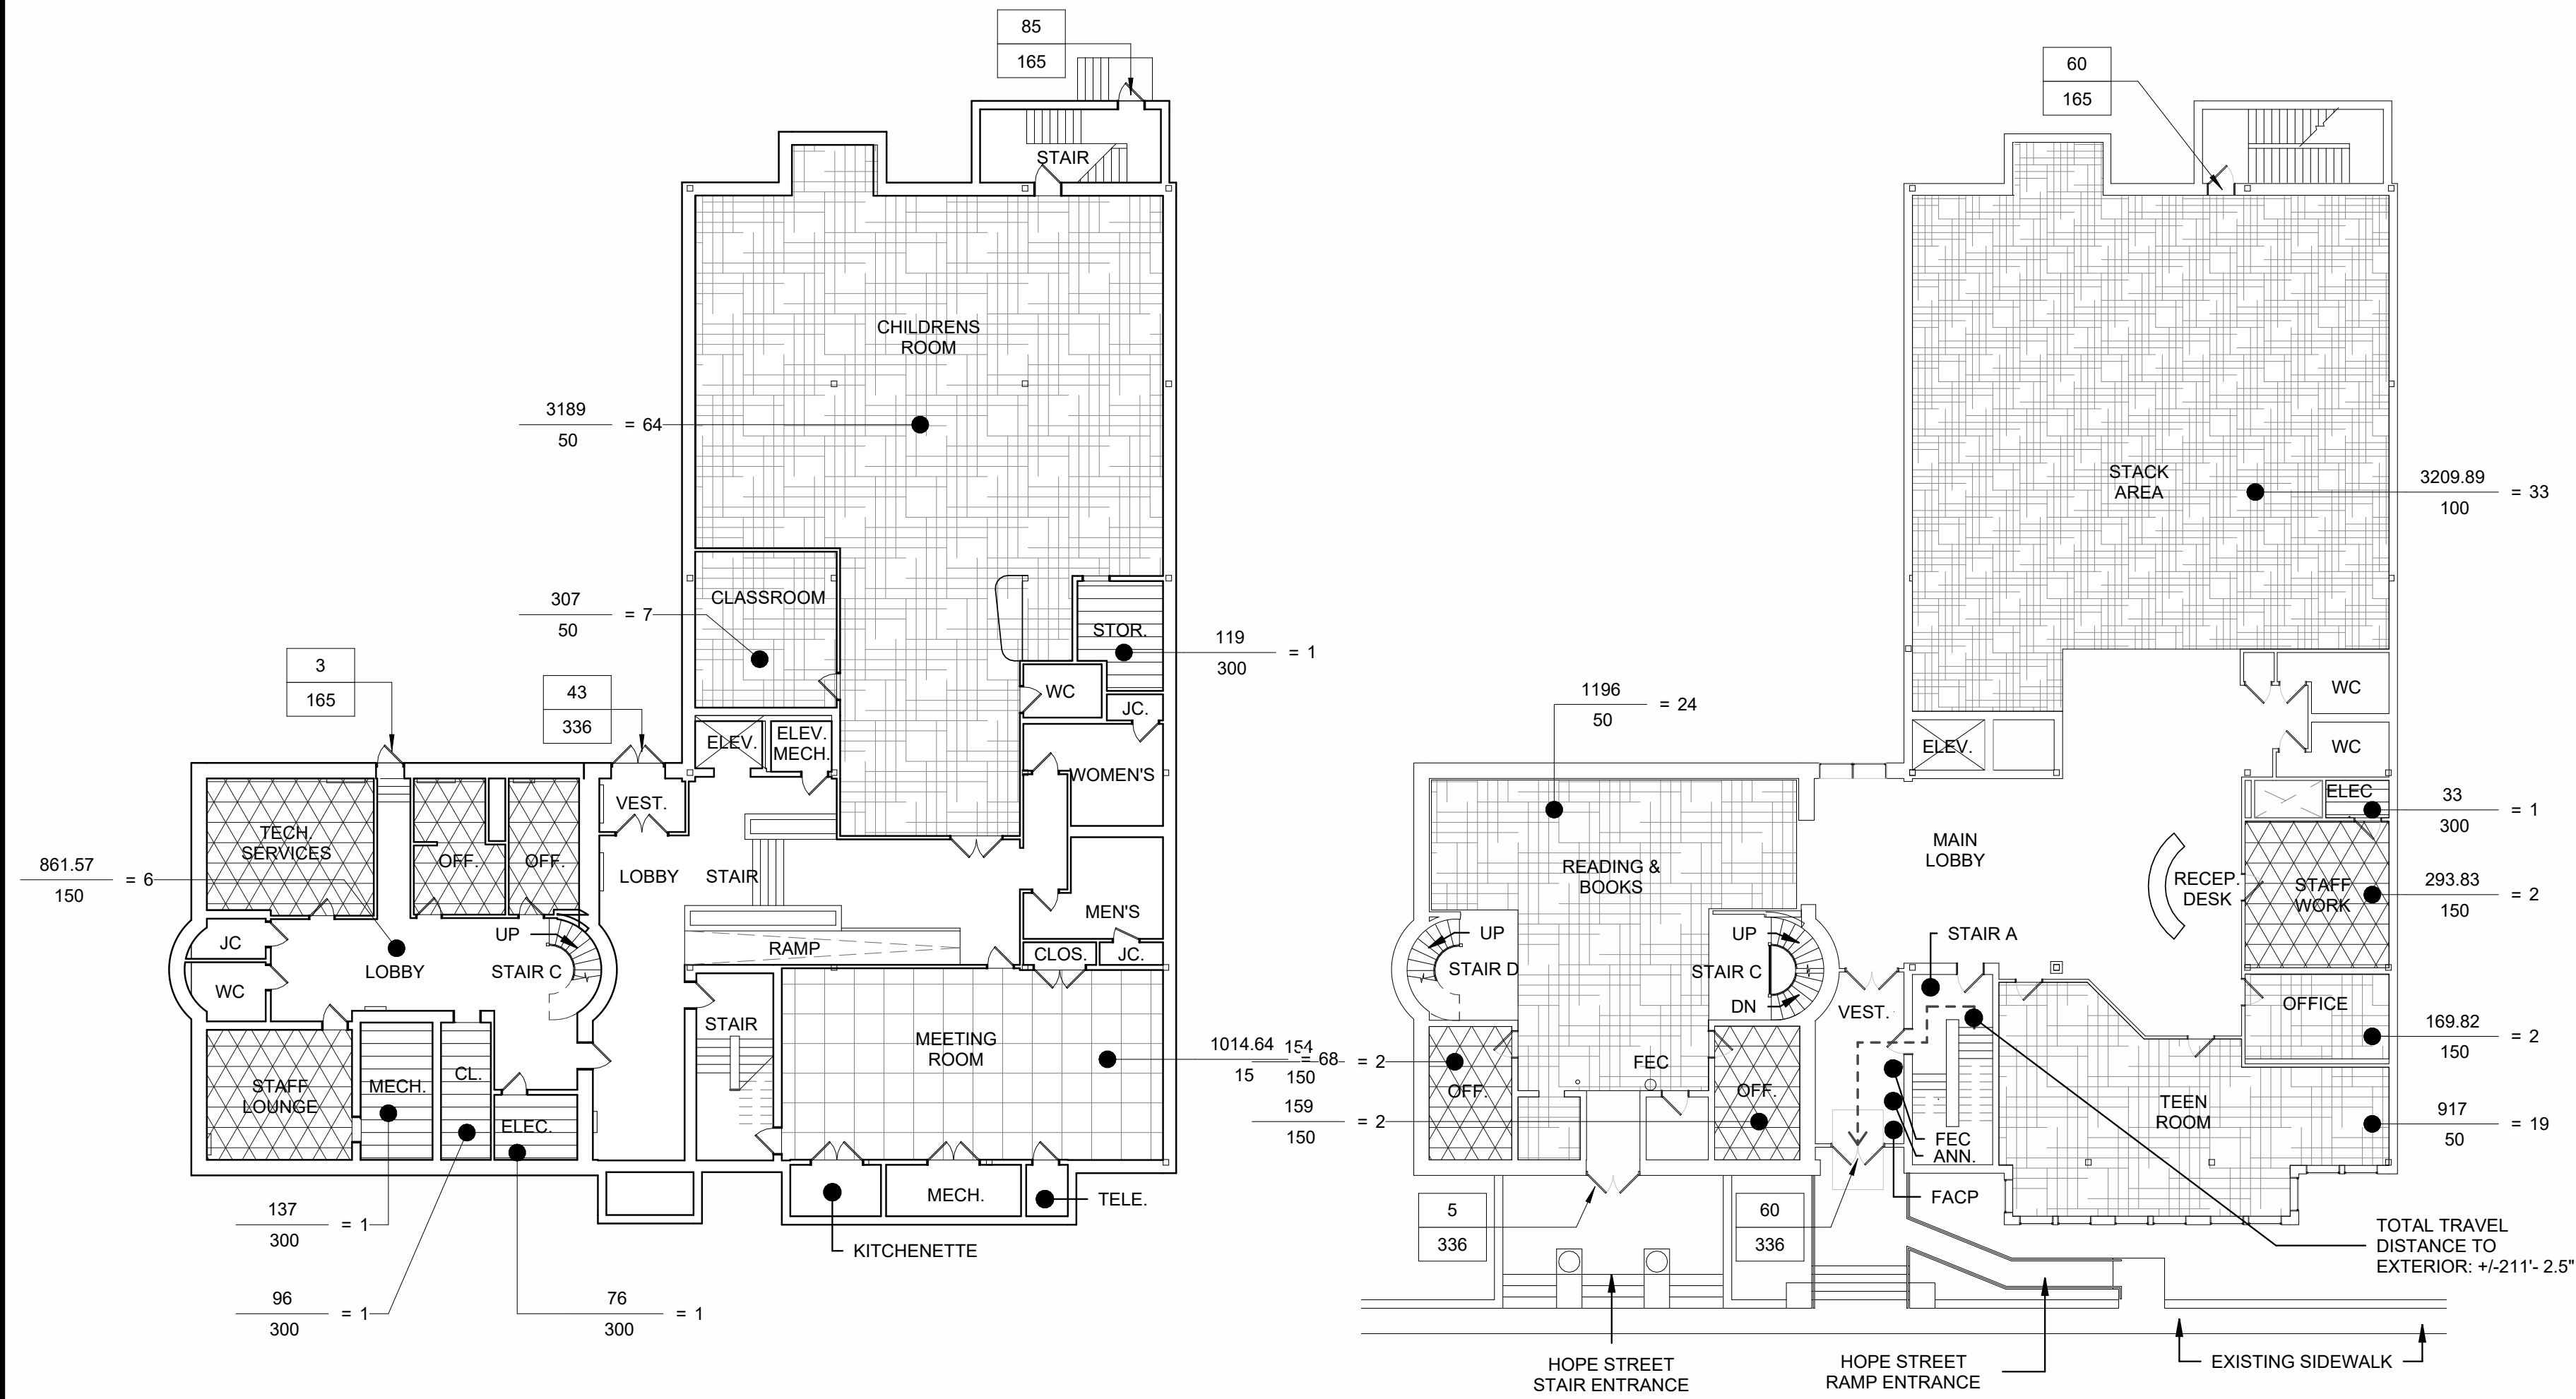 85
165
STAIR
CHILDRENS
ROOM
3189
50
= 64
CLASSROOM
307
50
= 7
STOR.
119
300
= 1
WC
JC.
3
165
43
336
ELEV.
ELEV.
MECH.
WOMEN'S
VEST.
TECH.
SERVICES
OFF.
OFF.
861.57
150
= 6
LOBBY
STAIR
MEN'S
UP
JC
RAMP
CLOS.
JC.
LOBBY
STAIR C
WC
STAIR
MEETING
ROOM
1014.64
15
= 68
STAFF
LOUNGE
MECH.
CL.
ELEC.
MECH.
TELE.
KITCHENETTE
137
300
= 1
96
300
= 1
76
300
= 1
60
165
STACK
AREA
3209.89
100
= 33
WC
1196
50
= 24
WC
ELEV.
ELEC
33
300
= 1
MAIN
LOBBY
READING &
BOOKS
RECEP.
DESK
STAFF
WORK
293.83
150
= 2
UP
STAIR D
UP
STAIR C
DN
STAIR A
VEST.
OFFICE
169.82
150
= 2
154
150
= 2
OFF.
FEC
OFF.
159
150
= 2
TEEN
ROOM
917
50
= 19
FEC
ANN.
FACP
5
336
60
336
TOTAL TRAVEL
DISTANCE TO
EXTERIOR: +/-211'- 2.5"
HOPE STREET
STAIR ENTRANCE
HOPE STREET
RAMP ENTRANCE
EXISTING SIDEWALK